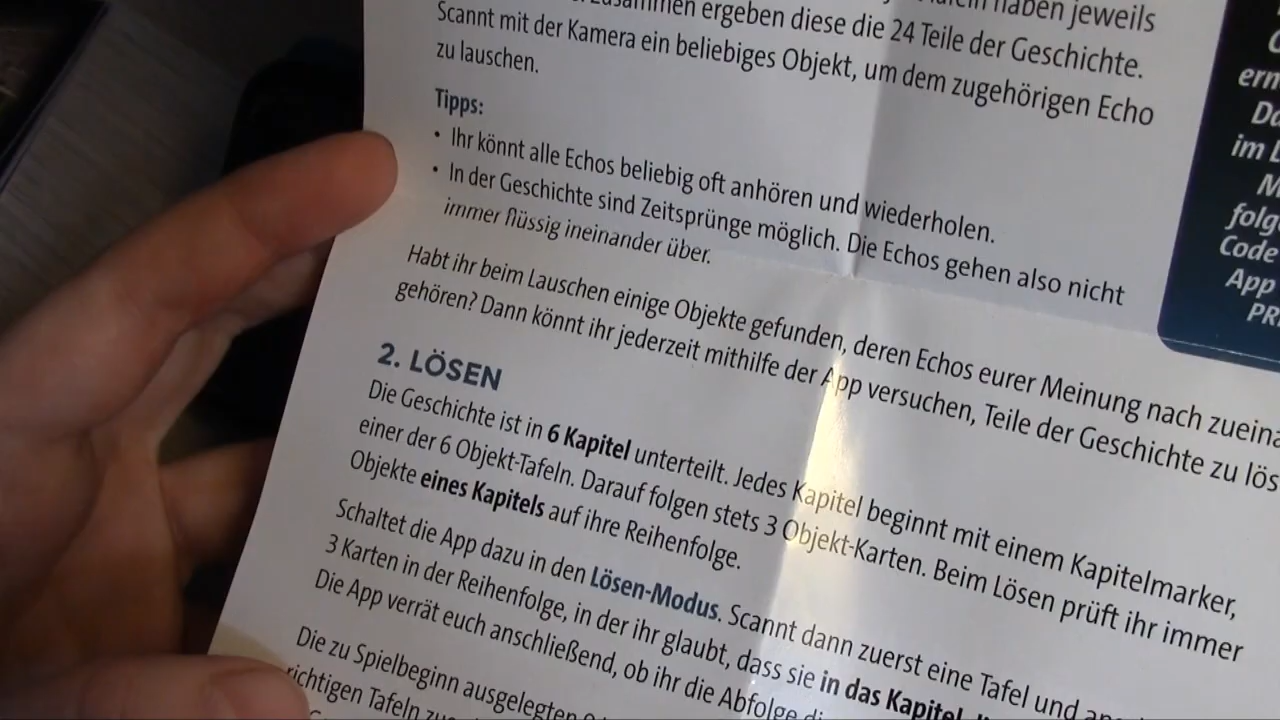 zusammen ergeben diese die 24 Teile der Geschichte.
haben jeweils
Scannt mit der Kamera ein beliebiges Objekt, um dem zugehörigen Echo
zu lauschen.
Tipps:
• Ihr könnt alle Echos beliebig oft anhören und wiederholen.
• In der Geschichte sind Zeitsprünge möglich. Die Echos gehen also nicht
immer flüssig ineinander über.
Habt ihr beim Lauschen einige Objekte gefunden, deren Echos eurer Meinung nach
gehören? Dann könnt ihr jederzeit mithilfe der App versuchen, Teile der Geschichte zu
2. LÖSEN
Die Geschichte ist in 6 Kapitel unterteilt. Jedes Kapitel beginnt mit einem Kapitelmarker,
einer der 6 Objekt-Tafeln. Darauf folgen stets 3 Objekt-Karten. Beim Lösen prüft ihr immer
Objekte eines Kapitels auf ihre Reihenfolge.
Schaltet die App dazu in den Lösen-Modus. Scannt dann zuerst eine Tafel und
3 Karten in der Reihenfolge, in der ihr glaubt, dass sie in das Kapitel
Die App verrät euch anschließend, ob ihr die Abfolge
Die zu Spielbeginn ausgelegten
richtigen Tafeln
im
Code
App